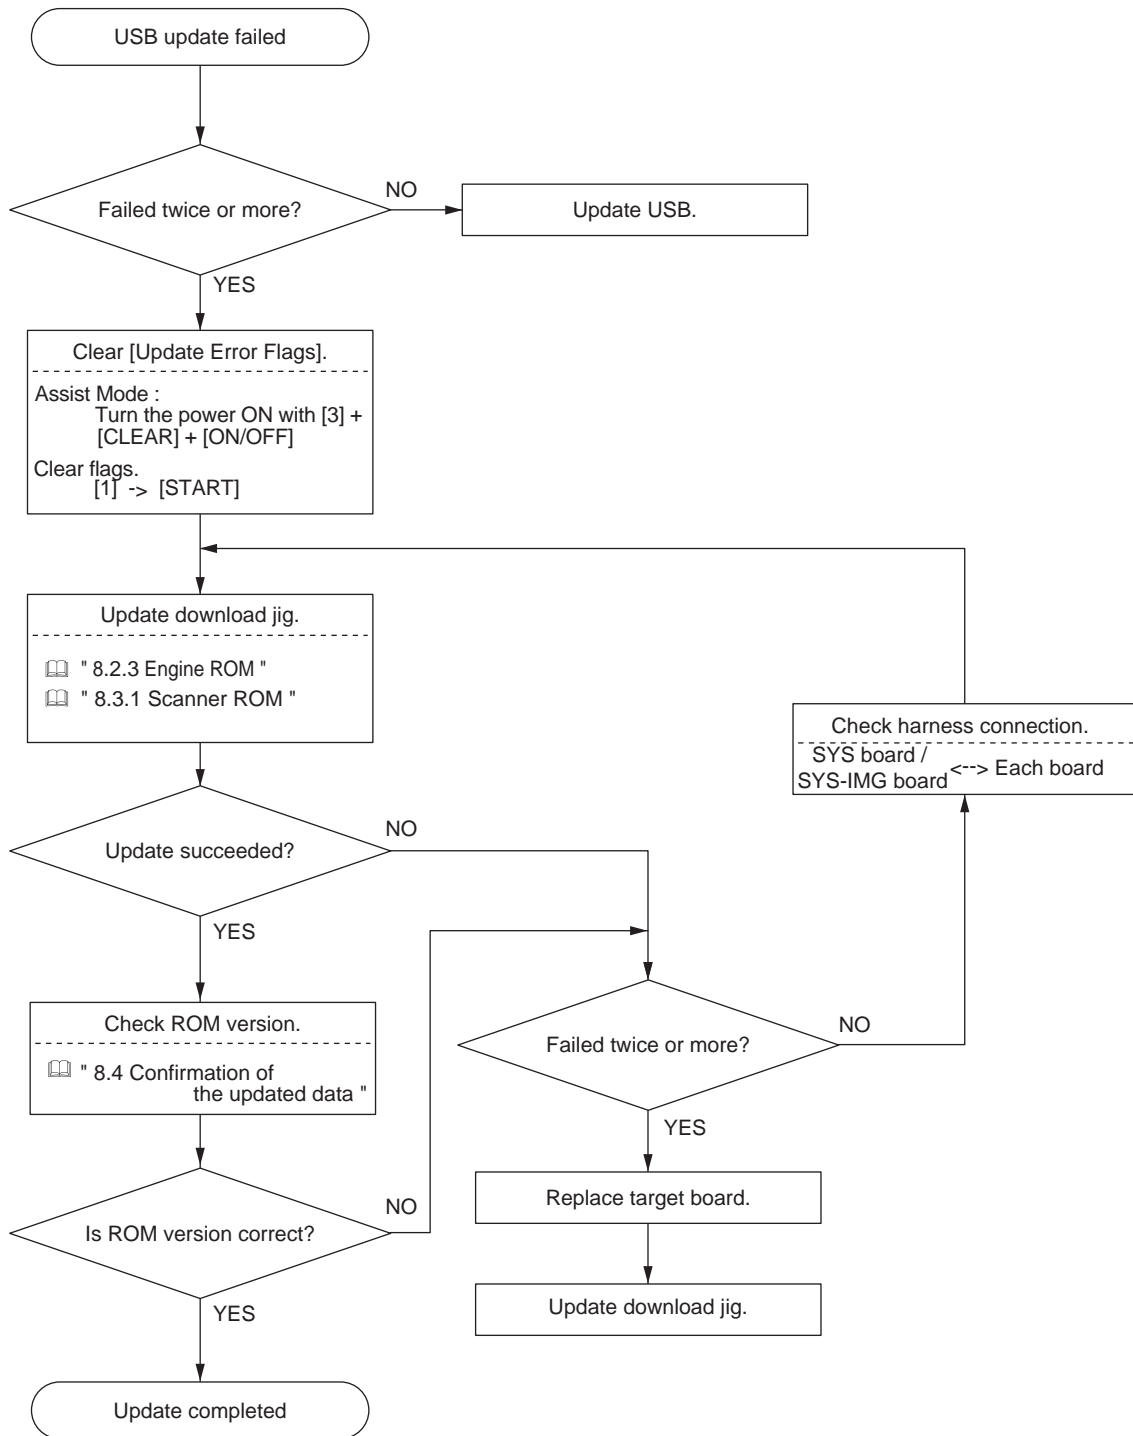 USB update failed
Failed twice or more?
NO
Update USB.
YES
Clear [Update Error Flags].
Assist Mode :
Turn the power ON with [3] +
[CLEAR] + [ON/OFF]
Clear flags.
[1] -> [START]
Update download jig.
" 8.2.3 Engine ROM "
" 8.3.1 Scanner ROM "
Check harness connection.
SYS board /
SYS-IMG board <--> Each board
Update succeeded?
NO
YES
Check ROM version.
" 8.4 Confirmation of
the updated data "
Failed twice or more?
NO
YES
Is ROM version correct?
NO
YES
Replace target board.
Update download jig.
Update completed